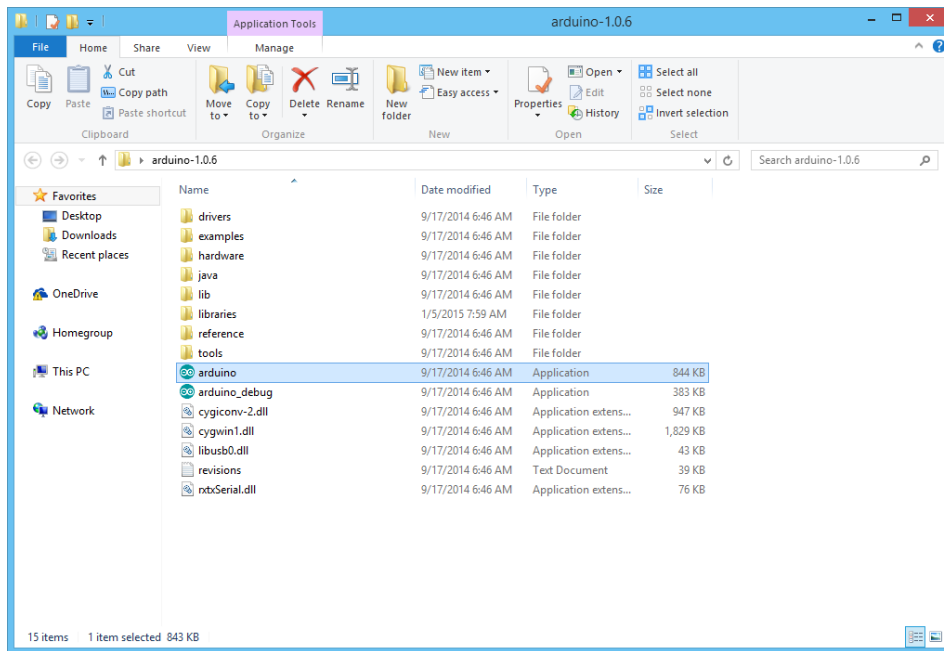 Application Tools
arduino-1.0.6
File Home Share View Manage
Copy
Paste
Cut
Copy path
Paste shortcut
Clipboard
Move to
Copy to
Delete
Rename
Organize
New folder
New item
Easy access
New
Properties
Open
Edit
History
Open
Select all
Select none
Invert selection
Select
arduino-1.0.6
Search arduino-1.0.6
Favorites
Desktop
Downloads
Recent places
OneDrive
Homegroup
This PC
Network
Name Date modified Type Size
drivers 9/17/2014 6:46 AM File folder
examples 9/17/2014 6:46 AM File folder
hardware 9/17/2014 6:46 AM File folder
java 9/17/2014 6:46 AM File folder
lib 9/17/2014 6:46 AM File folder
libraries 1/5/2015 7:59 AM File folder
reference 9/17/2014 6:46 AM File folder
tools 9/17/2014 6:46 AM File folder
arduino 9/17/2014 6:46 AM Application 844 KB
arduino_debug 9/17/2014 6:46 AM Application 383 KB
cygiconv-2.dll 9/17/2014 6:46 AM Application extens... 947 KB
cygwin1.dll 9/17/2014 6:46 AM Application extens... 1,829 KB
libusb0.dll 9/17/2014 6:46 AM Application extens... 43 KB
revisions 9/17/2014 6:46 AM Text Document 39 KB
rxtxSerial.dll 9/17/2014 6:46 AM Application extens... 76 KB
15 items 1 item selected 843 KB